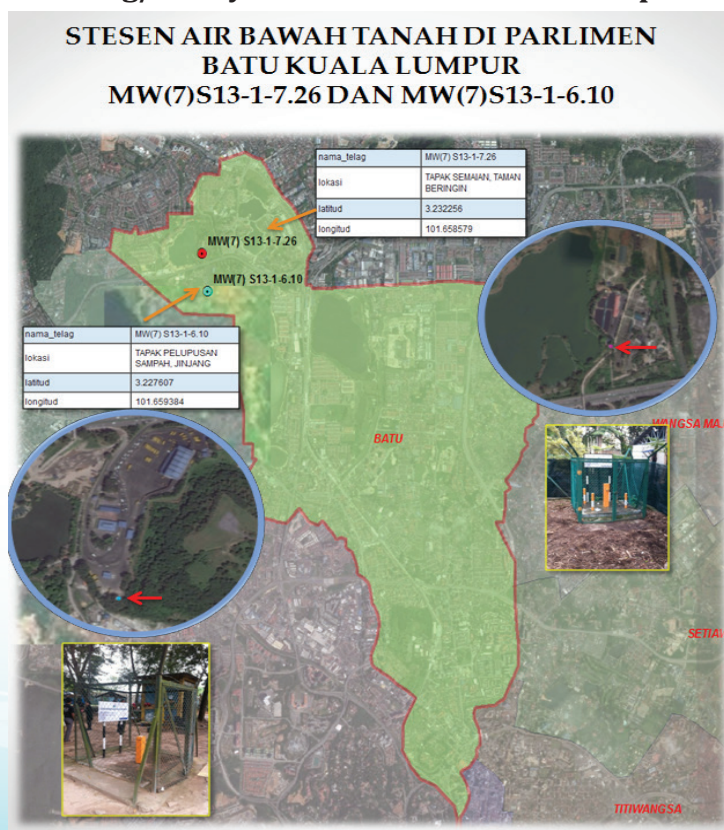 STESEN AIR BAWAH TANAH DI PARLIMEN
BATU KUALA LUMPUR
MW(7)S13-1-7.26 DAN MW(7)S13-1-6.10
nama_telag MW(7) S13-1-7.26
lokasi TAPAK SEMAIAN, TAMAN
BERINGIN
latitud 3.232256
longitud 101.658579
MW(7) S13-1-7.26
MW(7) S13-1-6.10
nama_telag MW(7) S13-1-6.10
lokasi TAPAK PELUPUSAN
SAMPAH, JINJANG
latitud 3.227607
longitud 101.659384
WANGSA MA
BATU
SETIAW
TITIWANGSA